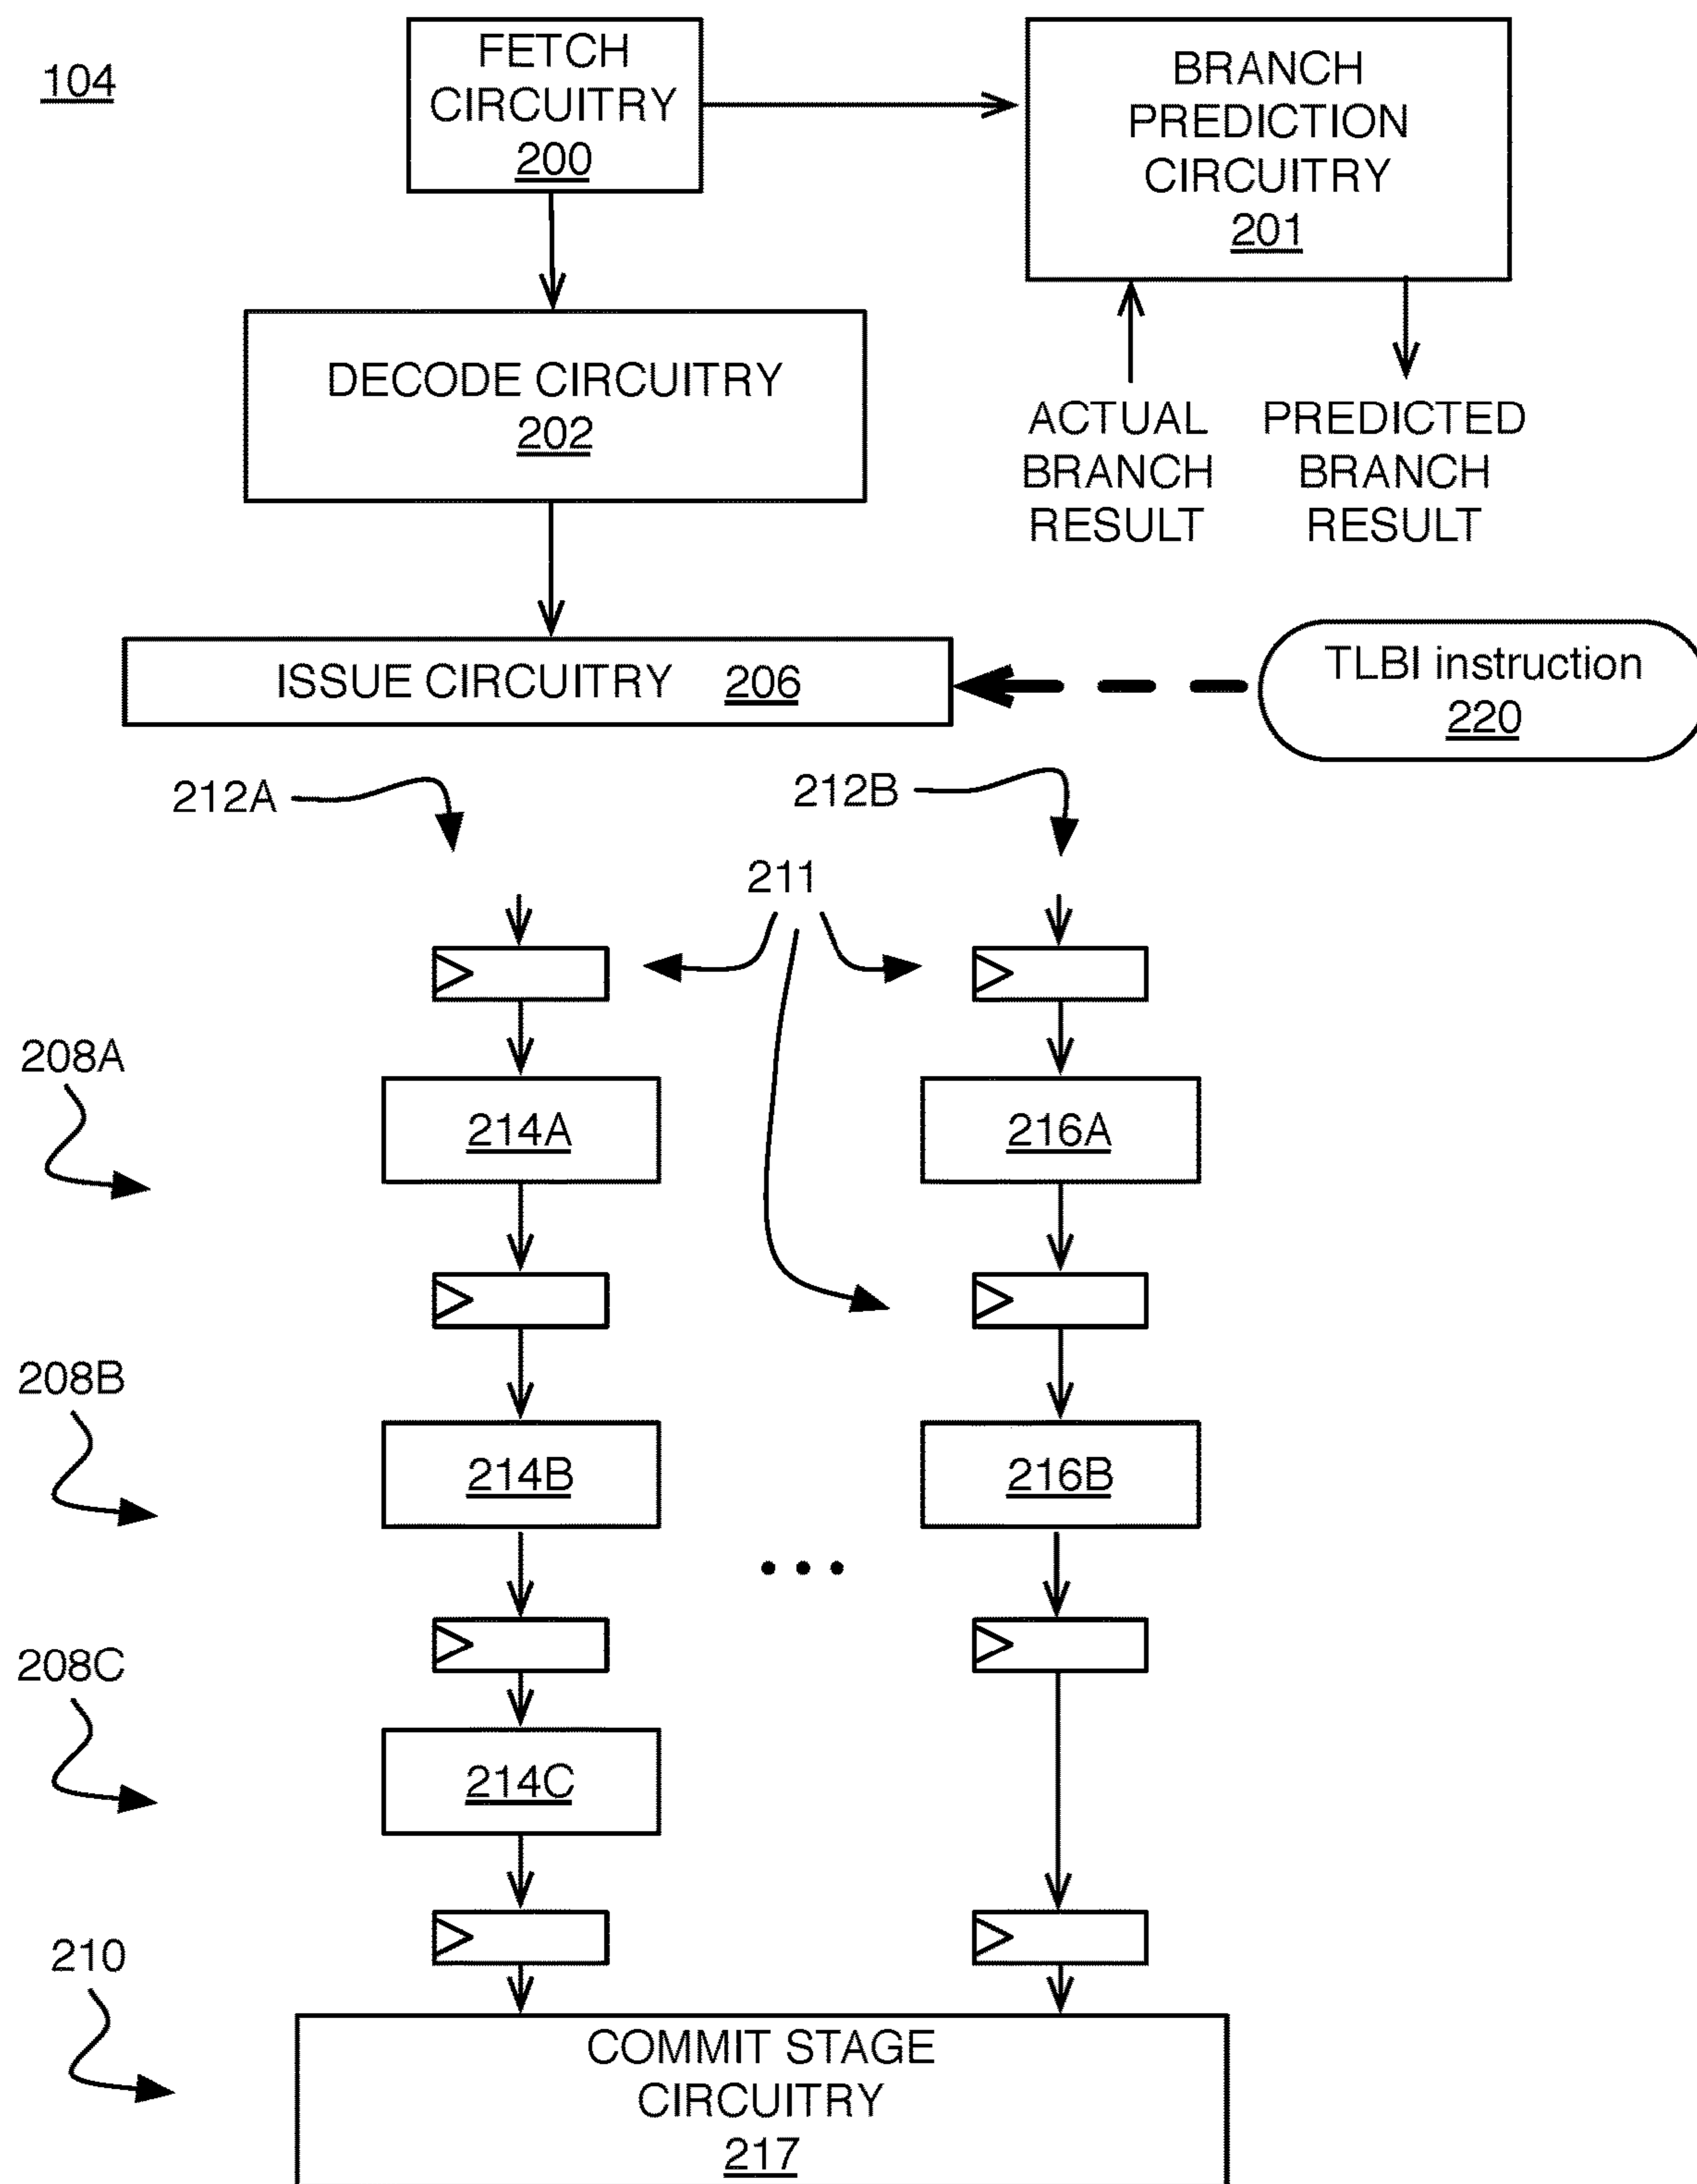 104
FETCH
CIRCUITRY
200
BRANCH
PREDICTION
CIRCUITRY
201
DECODE CIRCUITRY
202
ACTUAL
BRANCH
RESULT
PREDICTED
BRANCH
RESULT
ISSUE CIRCUITRY 206
TLBI instruction
220
212A
212B
211
208A
214A
216A
208B
214B
216B
...
208C
214C
210
COMMIT STAGE
CIRCUITRY
217